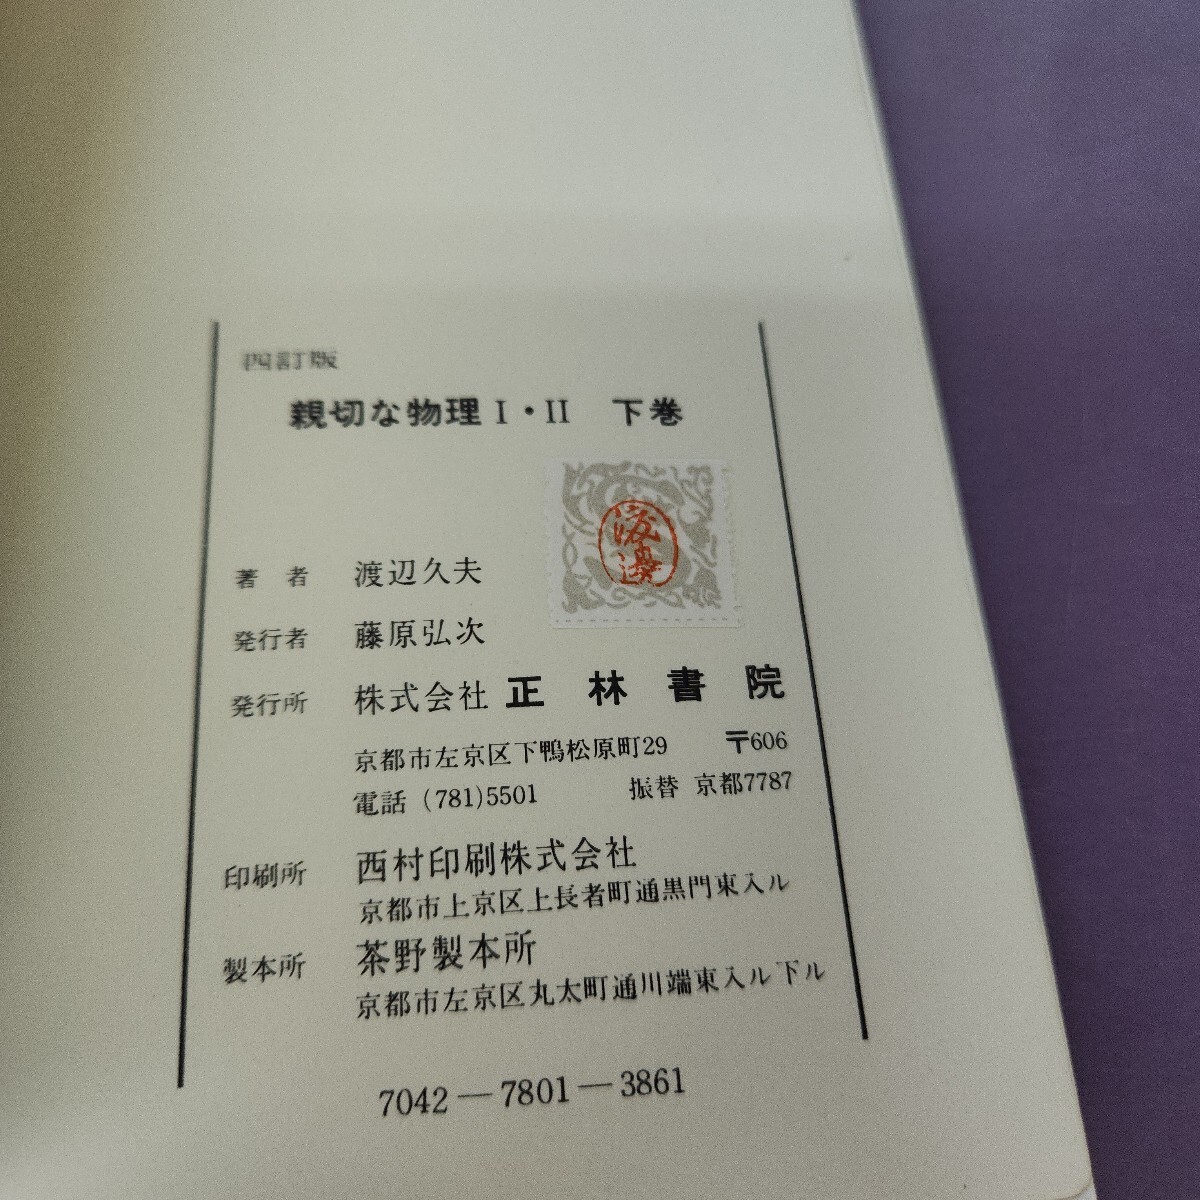 四訂版
親切な物理 I・II 下巻
渡邊
著者 渡辺久夫
発行者 藤原弘次
発行所 株式会社 正林書院
京都市左京区下鴨松原町29 〒606
電話 (781)5501 振替 京都7787
印刷所 西村印刷株式会社
京都市上京区上長者町通黒門東入ル
製本所 茶野製本所
京都市左京区丸太町通川端東入ル下ル
7042—7801—3861